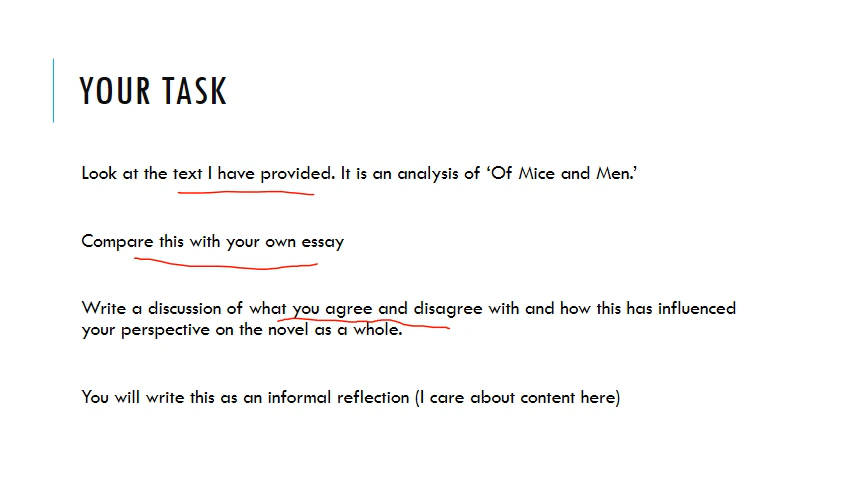 YOUR TASK
Look at the text I have provided. It is an analysis of ‘Of Mice and Men.’
Compare this with your own essay
Write a discussion of what you agree and disagree with and how this has influenced
your perspective on the novel as a whole.
You will write this as an informal reflection (I care about content here)